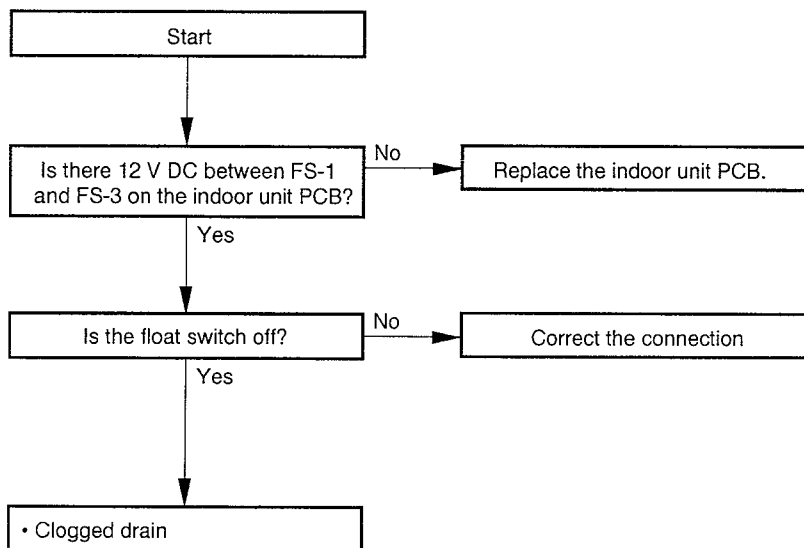 Start
Is there 12 V DC between FS-1
and FS-3 on the indoor unit PCB?
No
Replace the indoor unit PCB.
Yes
Is the float switch off?
No
Correct the connection
Yes
• Clogged drain